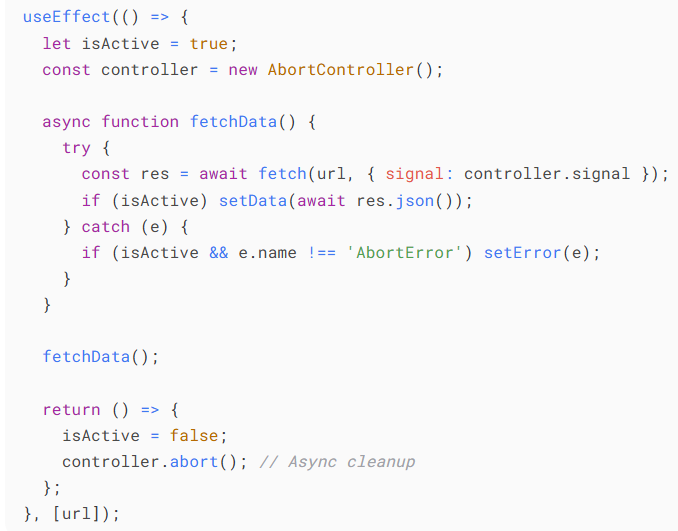 useEffect(() => {
  let isActive = true;
  const controller = new AbortController();

  async function fetchData() {
    try {
      const res = await fetch(url, { signal: controller.signal });
      if (isActive) setData(await res.json());
    } catch (e) {
      if (isActive && e.name !== 'AbortError') setError(e);
    }
  }

  fetchData();

  return () => {
    isActive = false;
    controller.abort(); // Async cleanup
  };
}, [url]);